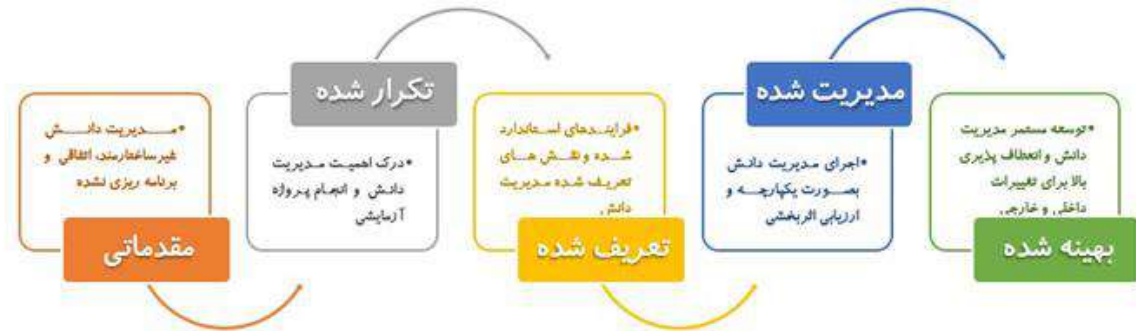 مقدماتی
•مدیریت دانش
غیرساختارمند، اتفاقی و
برنامه ریزی نشده
تکرار شده
•درک اهمیت مدیریت
دانش و انجام پروژه
آزمایشی
تعریف شده
•فرایندهای استاندارد
شده و نقش های
تعریف شده مدیریت
دانش
مدیریت شده
•اجرای مدیریت دانش
بصورت یکپارچه و
ارزیابی اثربخشی
بهینه شده
•توسعه مستمر مدیریت
دانش و انعطاف پذیری
بالا برای تغییرات
داخلی و خارجی